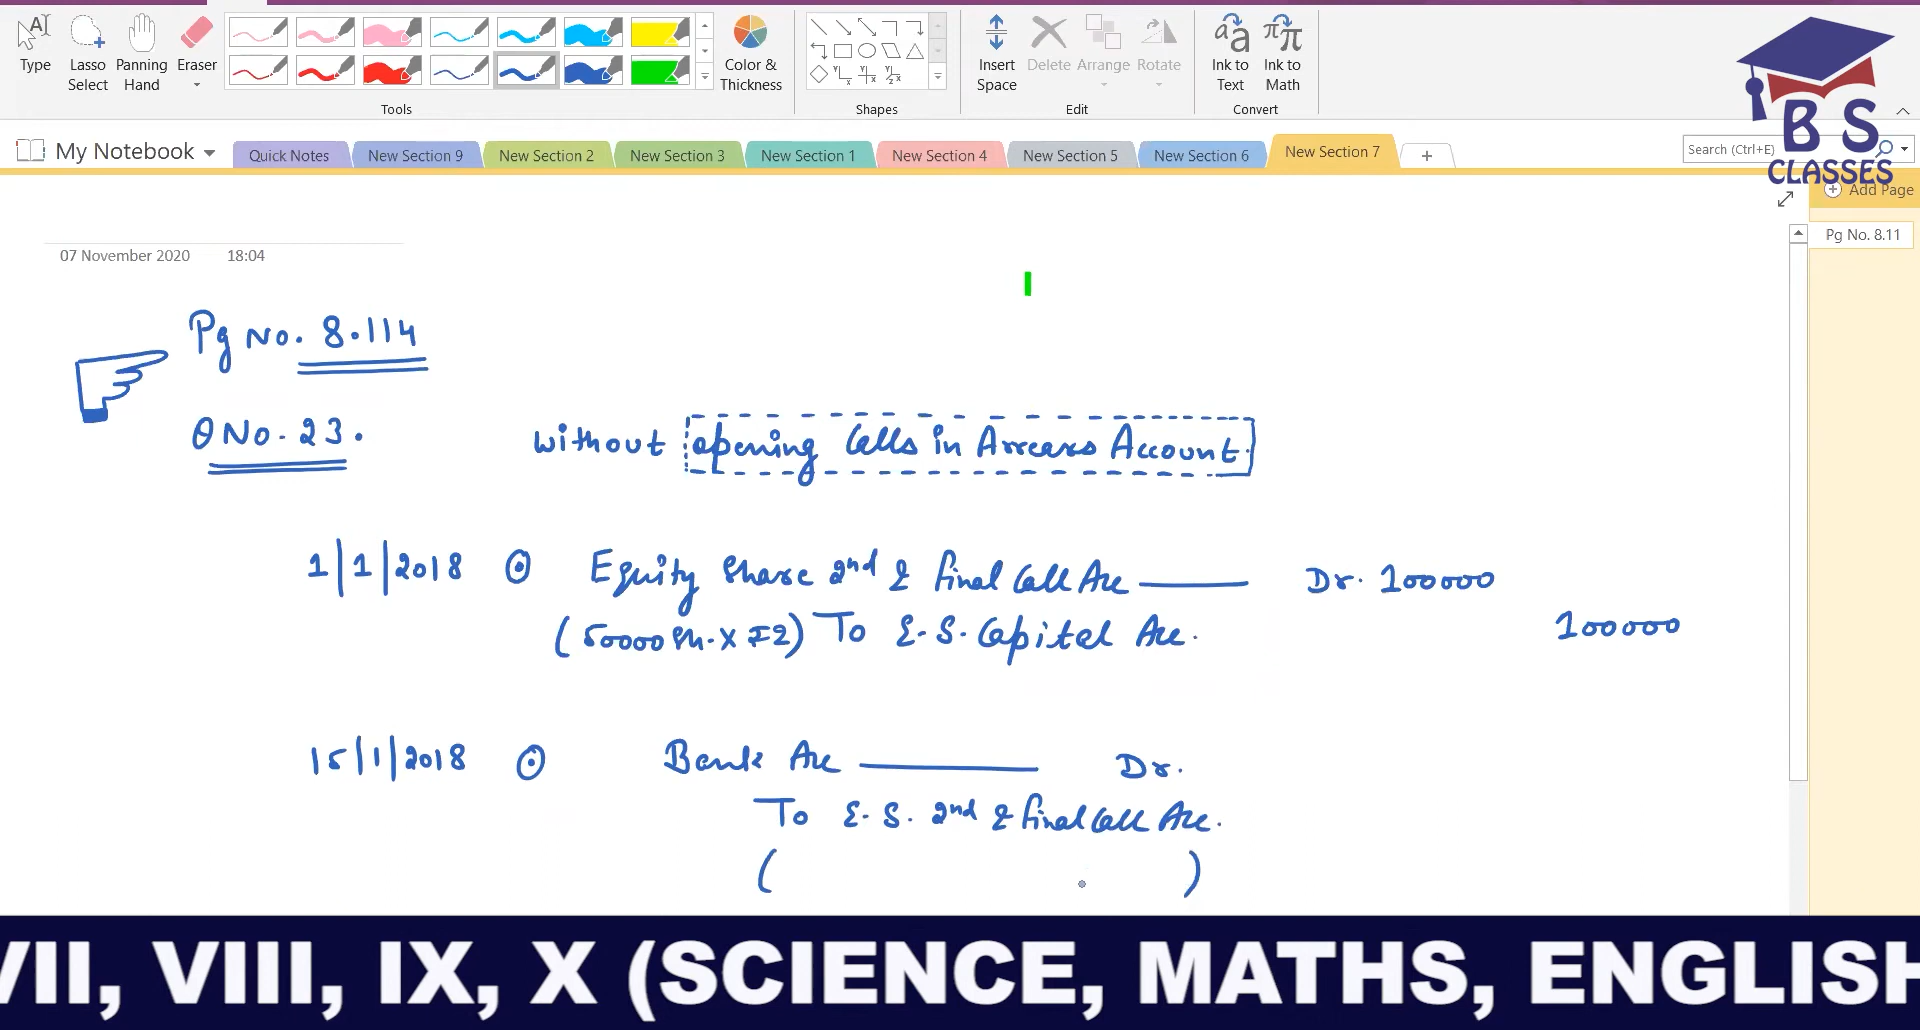 Type
Lasso Select
Panning Hand
Eraser
Color & Thickness
Insert Space
Delete
Arrange
Rotate
Ink to Text
Ink to Math
Tools
Shapes
Edit
Convert
B S
CLASSES
My Notebook
Quick Notes
New Section 9
New Section 2
New Section 3
New Section 1
New Section 4
New Section 5
New Section 6
New Section 7
Search (Ctrl+E)
Add Page
Pg No. 8.11
07 November 2020 18:04
Pg No. 8.114
Q No. 23.
without opening Calls in Arrears Account.
1|1|2018 Equity Share 2nd & final Call A/c Dr. 100000
(50000 Sh. X ₹2) To E.S. Capital A/c. 100000
15|1|2018 Bank A/c Dr.
To E.S. 2nd & final Call A/c.
( )
VII, VIII, IX, X (SCIENCE, MATHS, ENGLISH